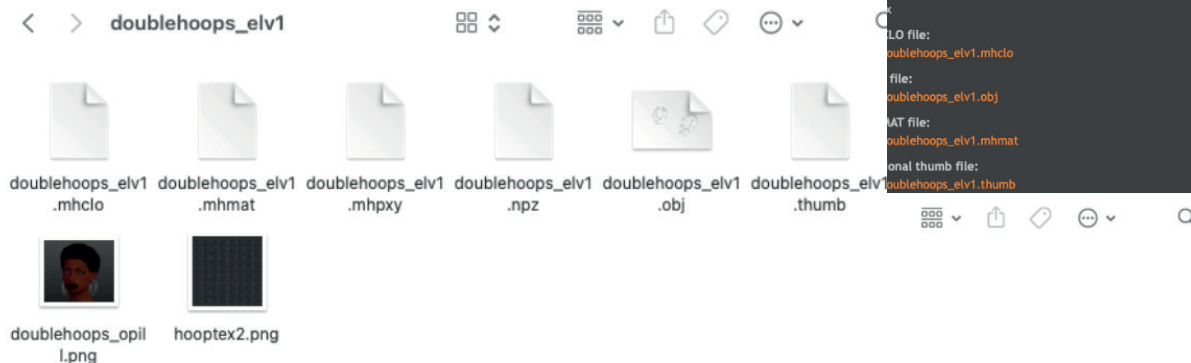 doublehoops_elv1
LO file:
oublehoops_elv1.mhclo
file:
oublehoops_elv1.obj
AT file:
oublehoops_elv1.mhmat
onal thumb file:
oublehoops_elv1.thumb
doublehoops_elv1
.mhclo
doublehoops_elv1
.mhmat
doublehoops_elv1
.mhpxy
doublehoops_elv1
.npz
doublehoops_elv1
.obj
doublehoops_elv1
.thumb
doublehoops_opil
l.png
hooptex2.png